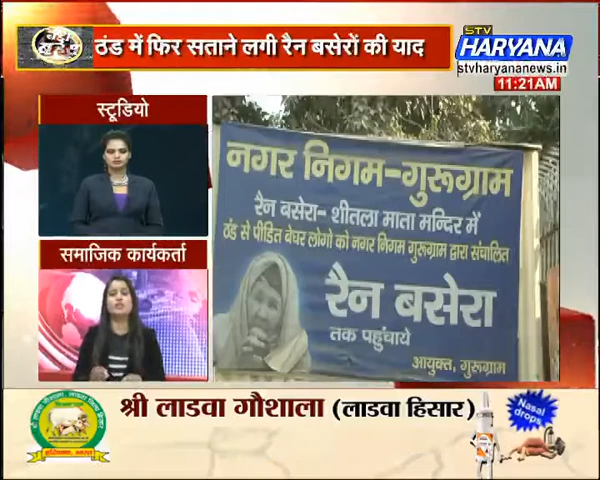 ठंड में फिर सताने लगी रैन बसेरों की याद
STV
HARYANA
stvharyananews.in
11:21AM
स्टूडियो
समाजिक कार्यकर्ता
नगर निगम-गुरूग्राम
रैन बसेरा- शीतला माता मन्दिर में
ठंड से पीड़ित बेघर लोगो को नगर निगम गुरूग्राम द्वारा संचालित
रैन बसेरा
तक पहुंचाये
आयुक्त, गुरूग्राम
श्री लाडवा गौशाला (लाडवा हिसार)
Nasal
drops